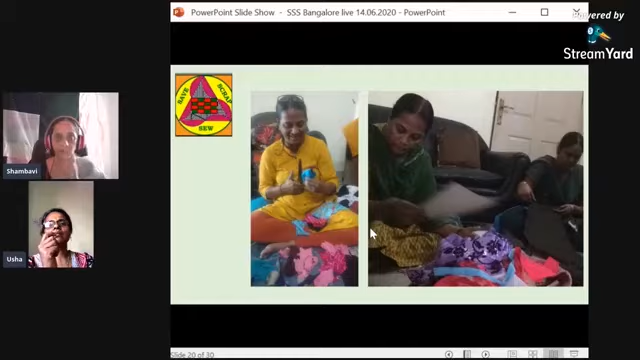 PowerPoint Slide Show - SSS Bangalore live 14.06.2020 - PowerPoint
Powered by
StreamYard
SAVE
SCRAP
SEW
Shambavi
Usha
Slide 20 of 30